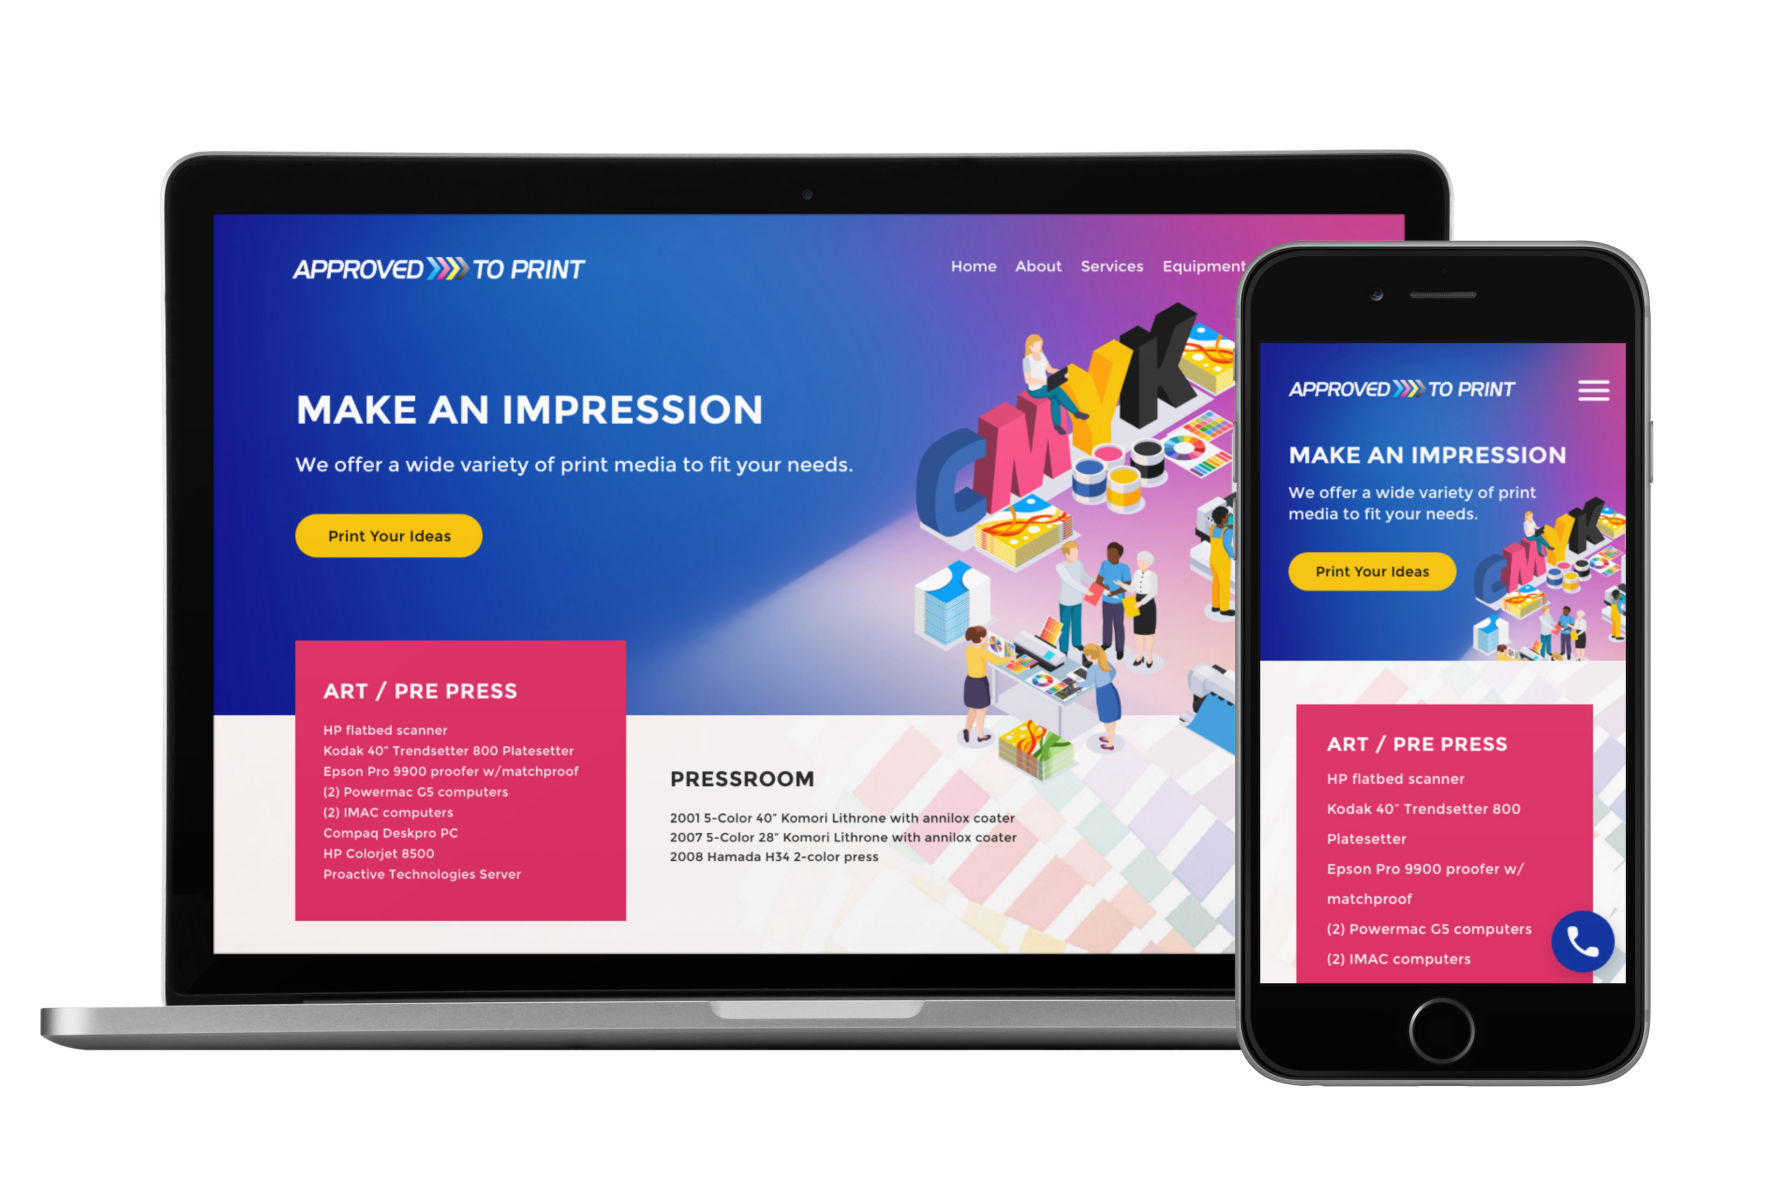 APPROVED TO PRINT
Home About Services Equipment
MAKE AN IMPRESSION
We offer a wide variety of print media to fit your needs.
Print Your Ideas
CMYK
ART / PRE PRESS
HP flatbed scanner
Kodak 40" Trendsetter 800 Platesetter
Epson Pro 9900 proofer w/matchproof
(2) Powermac G5 computers
(2) IMAC computers
Compaq Deskpro PC
HP Colorjet 8500
Proactive Technologies Server
PRESSROOM
2001 5-Color 40" Komori Lithrone with annilox coater
2007 5-Color 28" Komori Lithrone with annilox coater
2008 Hamada H34 2-color press
APPROVED TO PRINT
MAKE AN IMPRESSION
We offer a wide variety of print
media to fit your needs.
Print Your Ideas
CMYK
ART / PRE PRESS
HP flatbed scanner
Kodak 40" Trendsetter 800
Platesetter
Epson Pro 9900 proofer w/
matchproof
(2) Powermac G5 computers
(2) IMAC computers